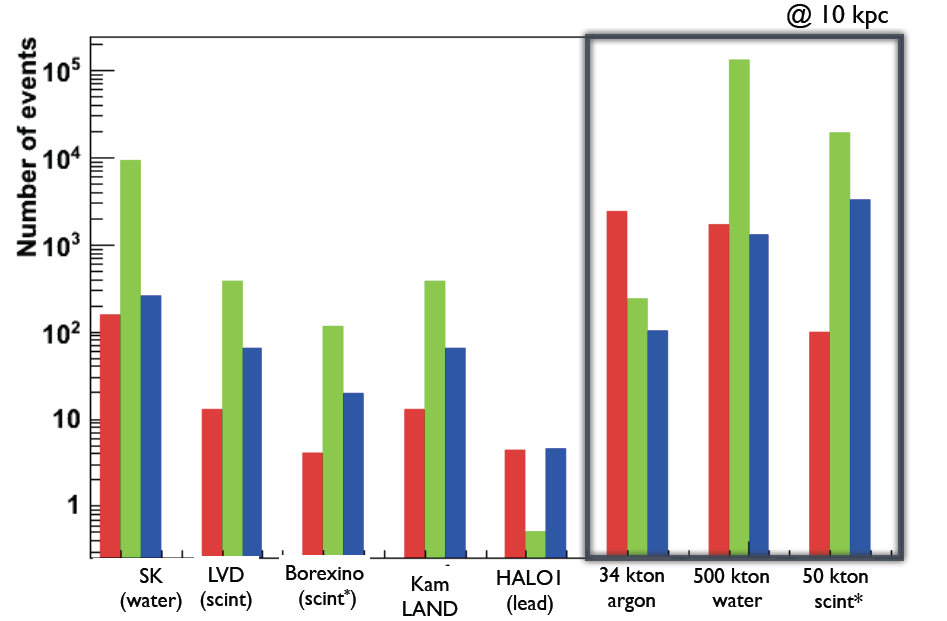 @ 10 kpc
Number of events
10⁵
10⁴
10³
10²
10
1
SK
(water)
LVD
(scint)
Borexino
(scint*)
Kam
LAND
HALO1
(lead)
34 kton
argon
500 kton
water
50 kton
scint*